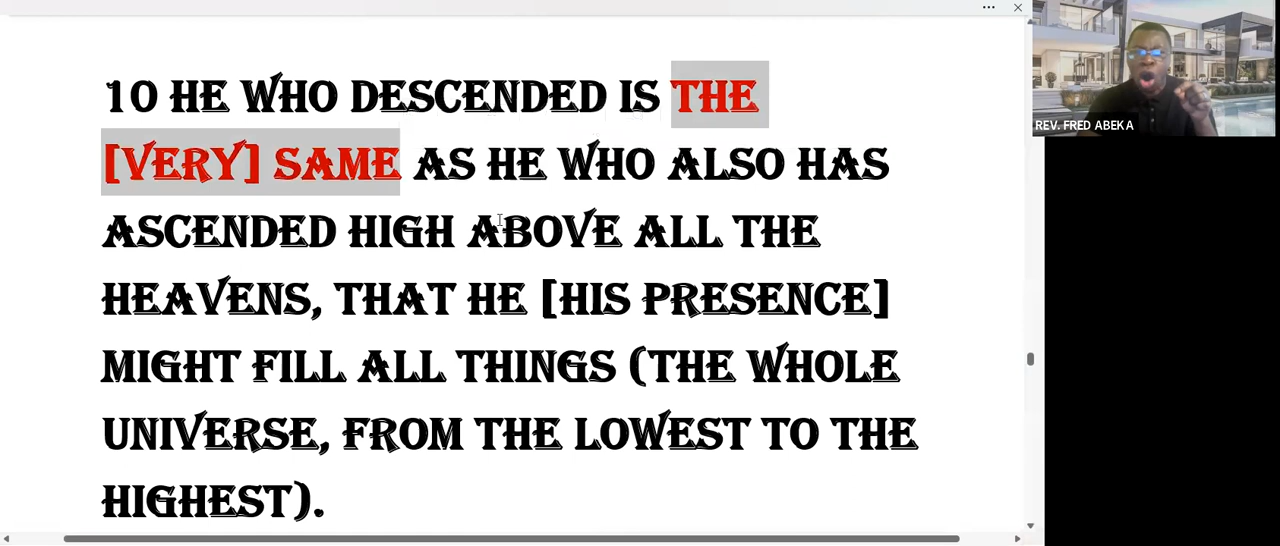 10 HE WHO DESCENDED IS THE
[VERY] SAME AS HE WHO ALSO HAS
ASCENDED HIGH ABOVE ALL THE
HEAVENS, THAT HE [HIS PRESENCE]
MIGHT FILL ALL THINGS (THE WHOLE
UNIVERSE, FROM THE LOWEST TO THE
HIGHEST).
REV. FRED ABEKA